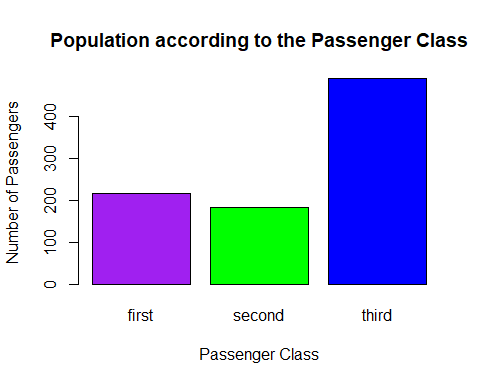 Population according to the Passenger Class
Number of Passengers
400
300
200
100
0
first second third
Passenger Class